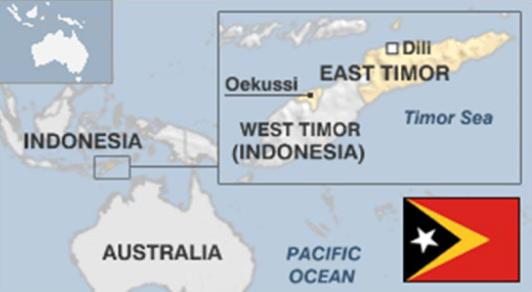 Dili
EAST TIMOR
Oekussi
Timor Sea
WEST TIMOR
(INDONESIA)
INDONESIA
AUSTRALIA
PACIFIC
OCEAN